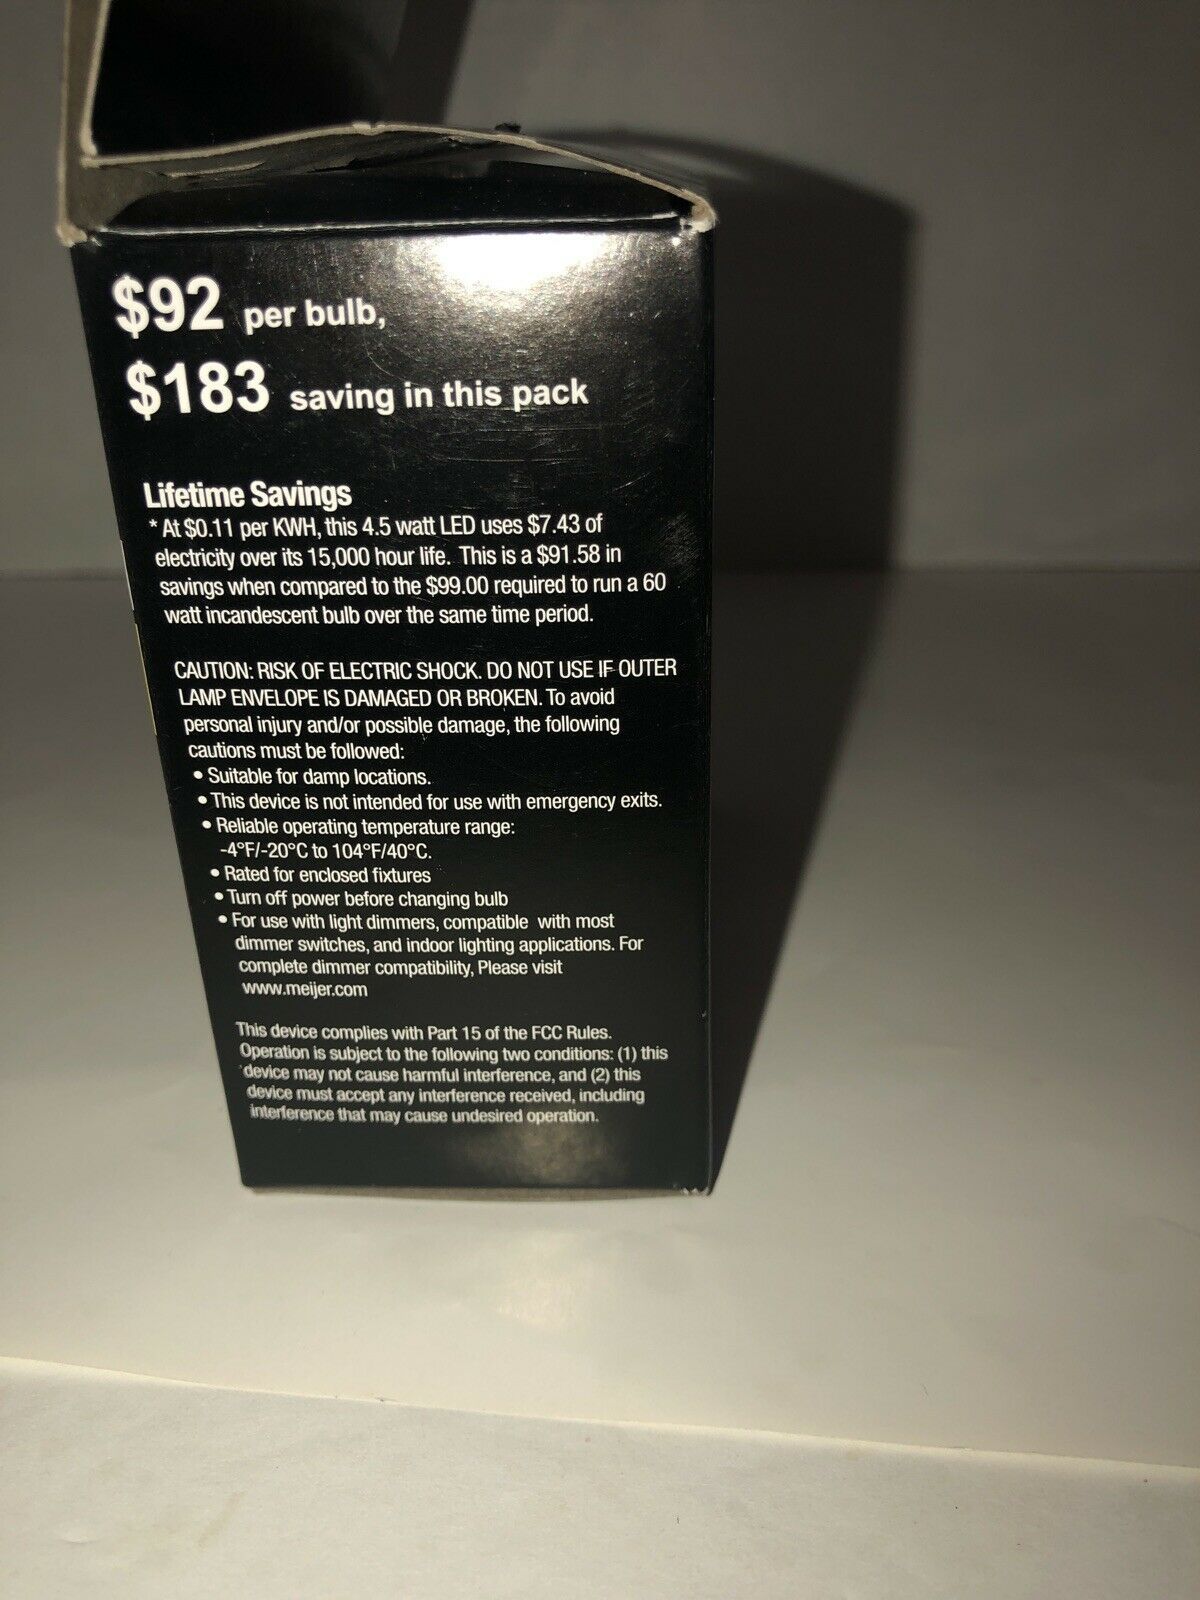 $92 per bulb,
$183 saving in this pack
Lifetime Savings
* At $0.11 per KWH, this 4.5 watt LED uses $7.43 of
electricity over its 15,000 hour life. This is a $91.58 in
savings when compared to the $99.00 required to run a 60
watt incandescent bulb over the same time period.
CAUTION: RISK OF ELECTRIC SHOCK. DO NOT USE IF OUTER
LAMP ENVELOPE IS DAMAGED OR BROKEN. To avoid
personal injury and/or possible damage, the following
cautions must be followed:
• Suitable for damp locations.
• This device is not intended for use with emergency exits.
• Reliable operating temperature range:
-4°F/-20°C to 104°F/40°C.
• Rated for enclosed fixtures
• Turn off power before changing bulb
• For use with light dimmers, compatible with most
dimmer switches, and indoor lighting applications. For
complete dimmer compatibility, Please visit
www.meijer.com
This device complies with Part 15 of the FCC Rules.
Operation is subject to the following two conditions: (1) this
device may not cause harmful interference, and (2) this
device must accept any interference received, including
interference that may cause undesired operation.